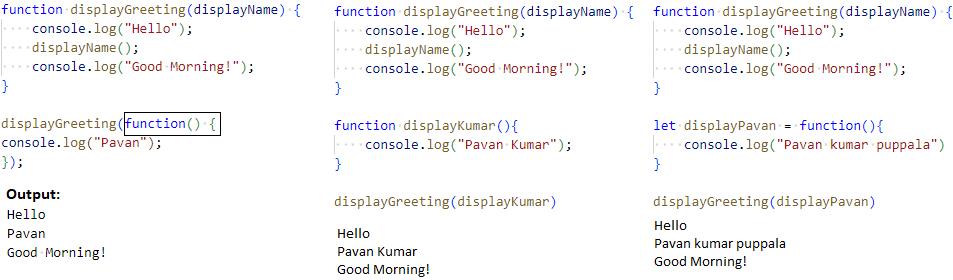 function displayGreeting(displayName) {
console.log("Hello");
displayName();
console.log("Good Morning!");
}
displayGreeting(function() {
console.log("Pavan");
});
Output:
Hello
Pavan
Good Morning!
function displayGreeting(displayName) {
console.log("Hello");
displayName();
console.log("Good Morning!");
}
function displayKumar(){
console.log("Pavan Kumar");
}
displayGreeting(displayKumar)
Hello
Pavan Kumar
Good Morning!
function displayGreeting(displayName) {
console.log("Hello");
displayName();
console.log("Good Morning!");
}
let displayPavan = function(){
console.log("Pavan kumar puppala")
}
displayGreeting(displayPavan)
Hello
Pavan kumar puppala
Good Morning!